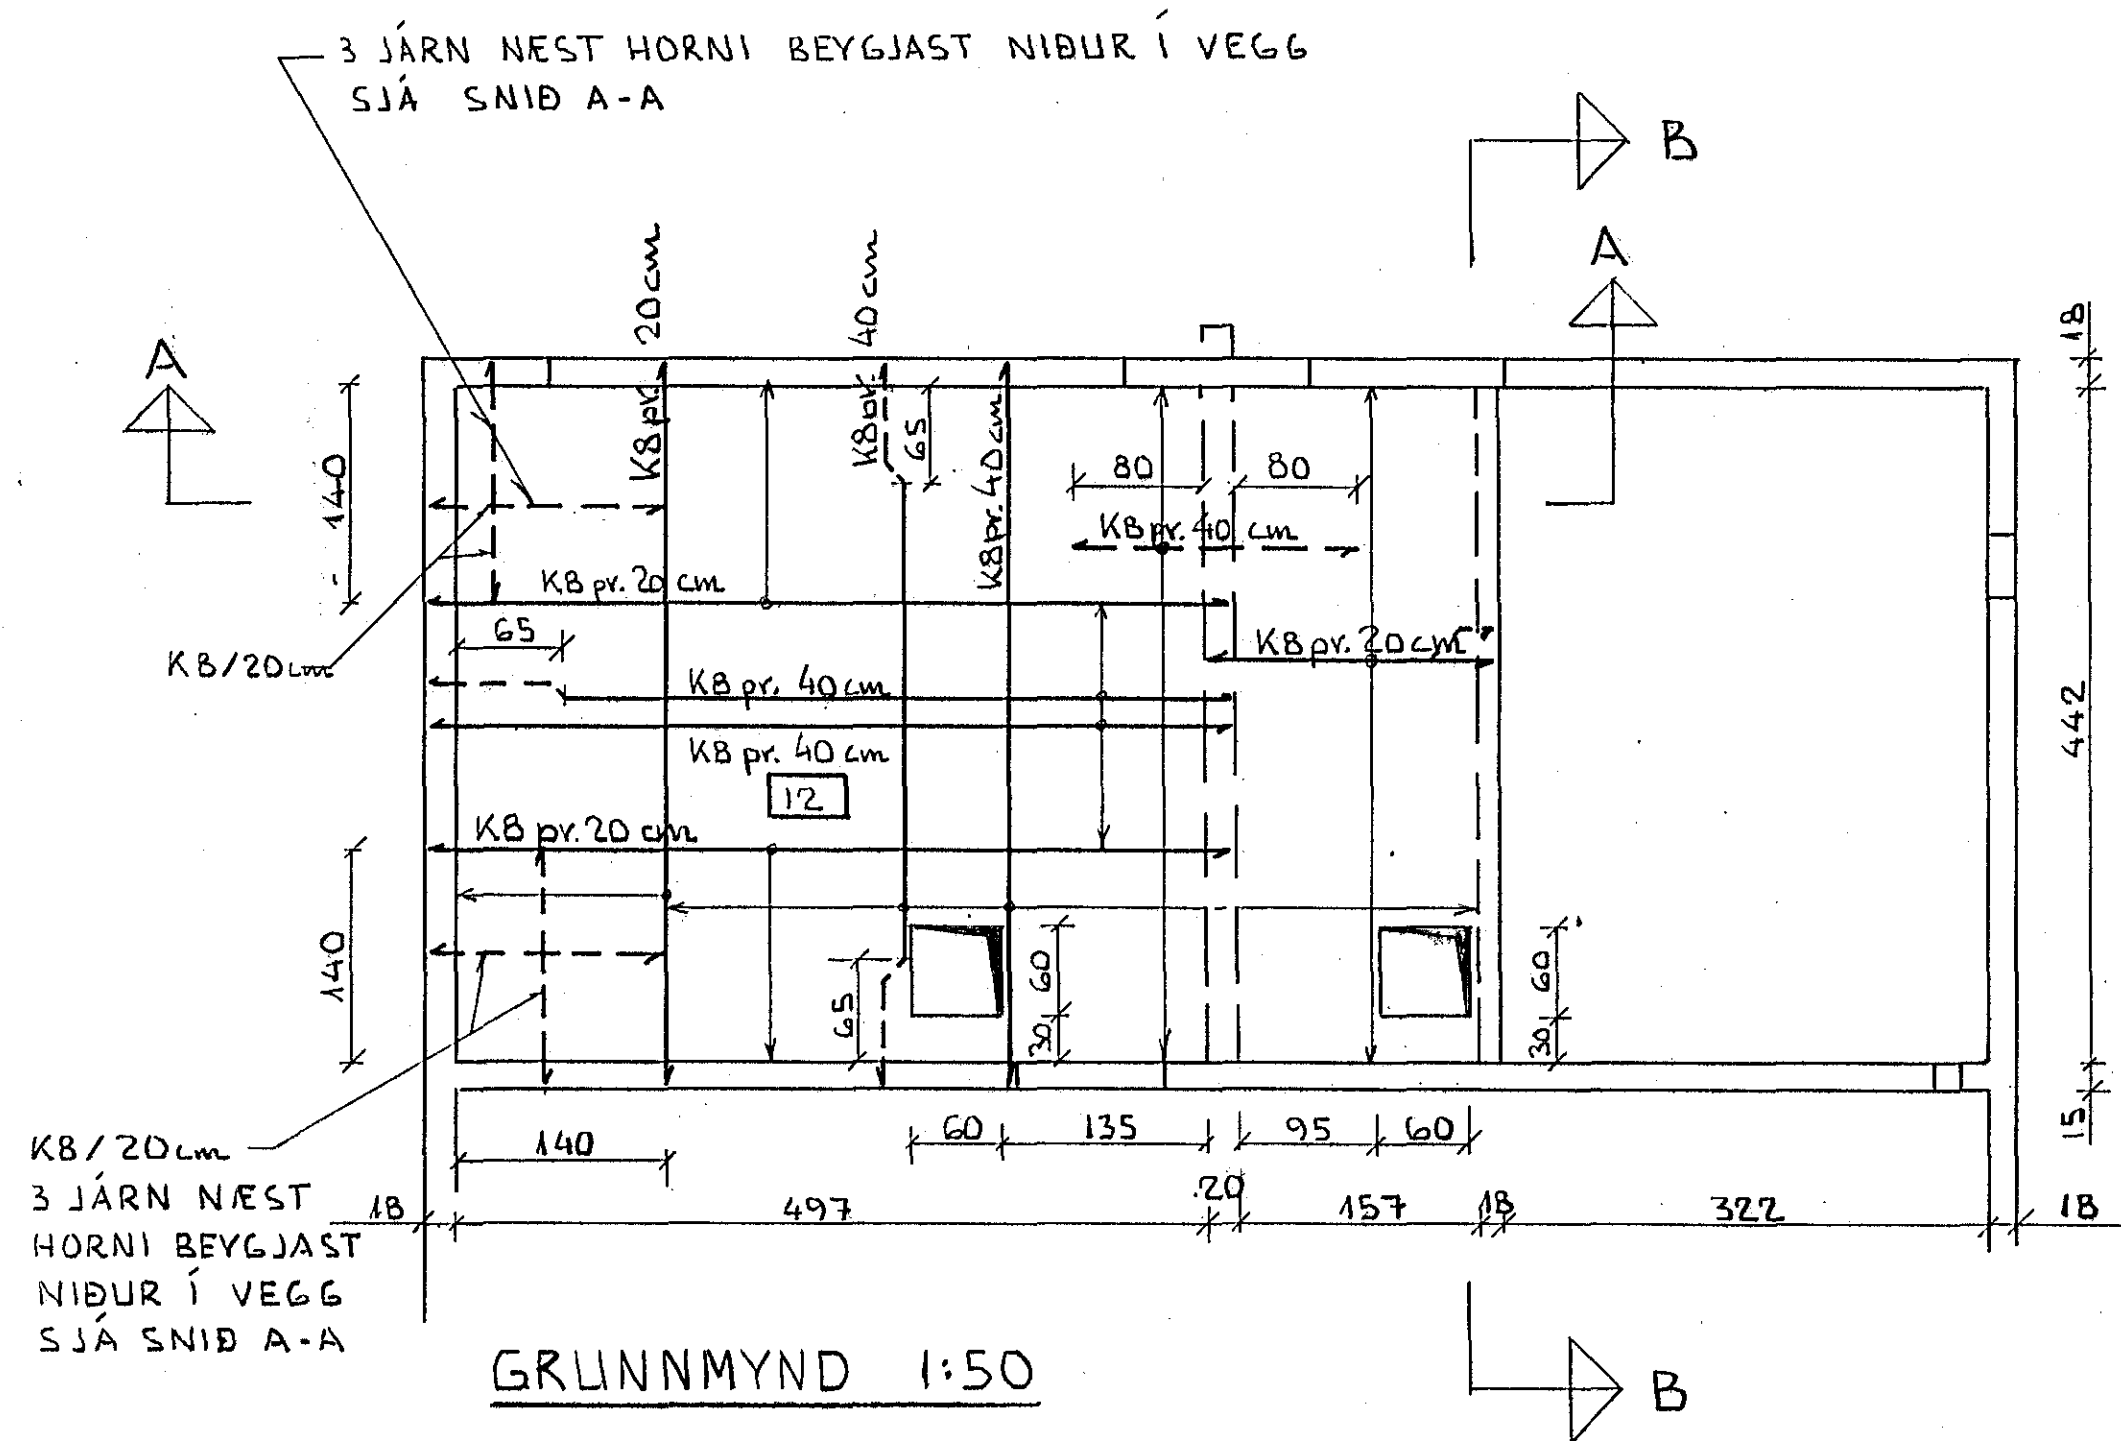 3 JÁRN NÆST HORNI BEYGJAST NIÐUR Í VEGG
SJÁ SNIÐ A-A
B
A
A
K8 pr. 20cm
K8 pr. 40cm
K8 pr. 40cm
18
140
65
80
80
K8 pr. 40 cm
K8 pr. 20 cm
65
K8/20cm
K8 pr. 20cm
K8 pr. 40cm
K8 pr. 40cm
442
12
K8 pr. 20 cm
140
65
60
30
60
30
15
60
135
95
60
140
K8/20cm
3 JÁRN NÆST
HORNI BEYGJAST
NIÐUR Í VEGG
SJÁ SNIÐ A-A
18
497
20
157
18
322
18
GRUNNMYND 1:50
B